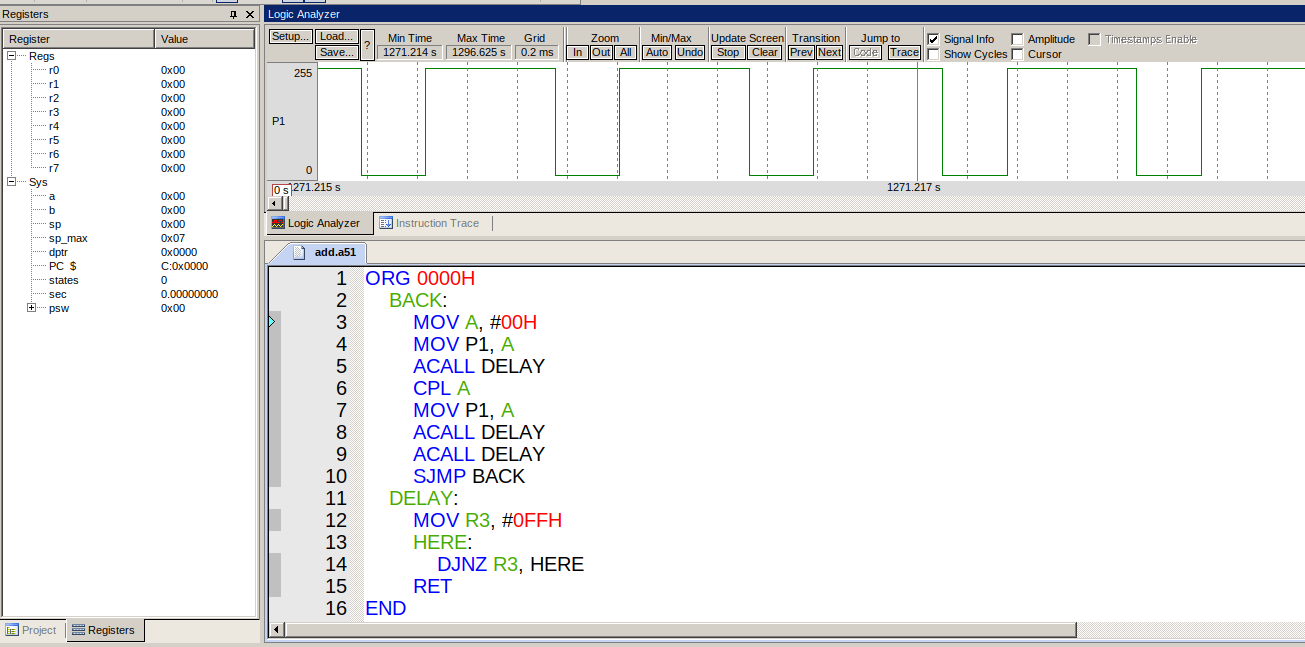 Registers
Register Value
Regs
r0 0x00
r1 0x00
r2 0x00
r3 0x00
r4 0x00
r5 0x00
r6 0x00
r7 0x00
Sys
a 0x00
b 0x00
sp 0x00
sp_max 0x07
dptr 0x0000
PC $ C:0x0000
states 0
sec 0.00000000
psw 0x00
Project Registers
Logic Analyzer
Setup... Load... ? Min Time Max Time Grid Zoom Min/Max Update Screen Transition Jump to Signal Info Amplitude Timestamps Enable
Save... 1271.214 s 1296.625 s 0.2 ms In Out All Auto Undo Stop Clear Prev Next Code Trace Show Cycles Cursor
255
P1
0
0 s 1271.215 s 1271.217 s
Logic Analyzer Instruction Trace
add.a51
1 ORG 0000H
2 BACK:
3 MOV A, #00H
4 MOV P1, A
5 ACALL DELAY
6 CPL A
7 MOV P1, A
8 ACALL DELAY
9 ACALL DELAY
10 SJMP BACK
11 DELAY:
12 MOV R3, #0FFH
13 HERE:
14 DJNZ R3, HERE
15 RET
16 END